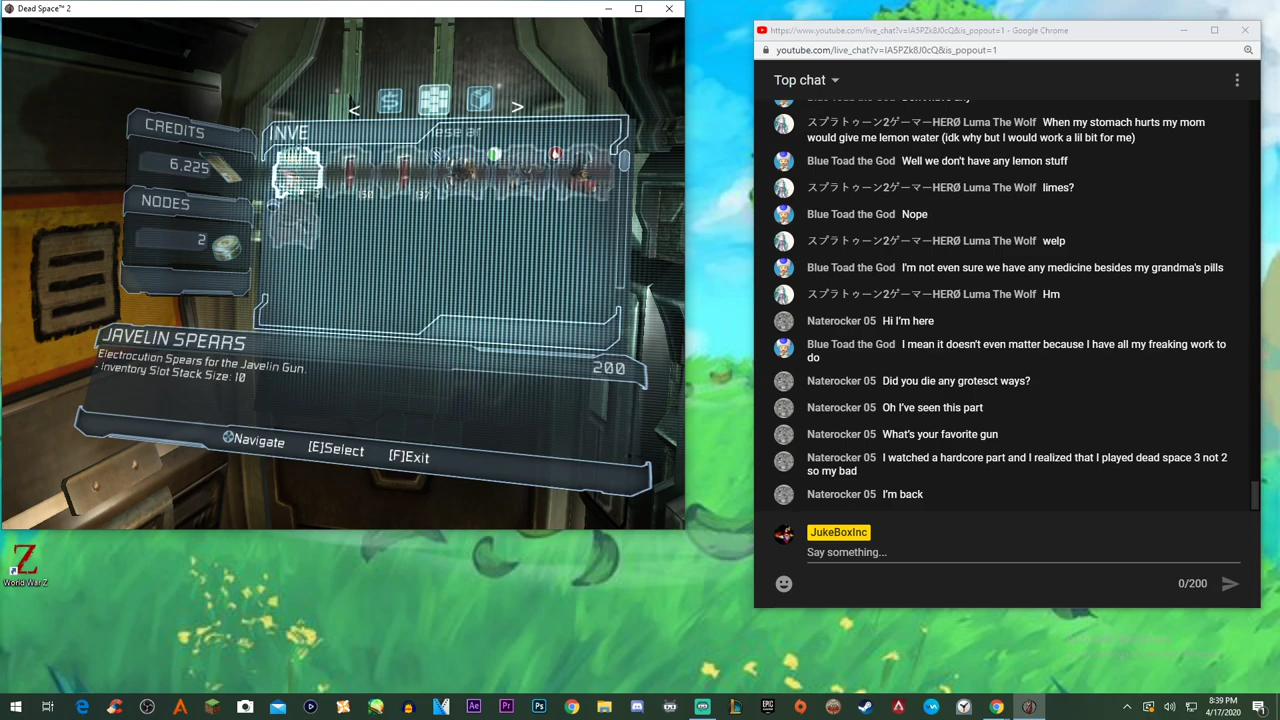 Dead Space™ 2
CREDITS
6,225
NODES
2
INVE
ese ar
JAVELIN SPEARS
Electrocution Spears for the Javelin Gun.
- Inventory Slot Stack Size: 10
200
Navigate [E]Select [F]Exit
World War Z
https://www.youtube.com/live_chat?v=IA5PZk8J0cQ&is_popout=1 - Google Chrome
youtube.com/live_chat?v=IA5PZk8J0cQ&is_popout=1
Top chat
スプラトゥーン2ゲーマーHERØ Luma The Wolf When my stomach hurts my mom
would give me lemon water (idk why but I would work a lil bit for me)
Blue Toad the God Well we don't have any lemon stuff
スプラトゥーン2ゲーマーHERØ Luma The Wolf limes?
Blue Toad the God Nope
スプラトゥーン2ゲーマーHERØ Luma The Wolf welp
Blue Toad the God I'm not even sure we have any medicine besides my grandma's pills
スプラトゥーン2ゲーマーHERØ Luma The Wolf Hm
Naterocker 05 Hi I'm here
Blue Toad the God I mean it doesn't even matter because I have all my freaking work to
do
Naterocker 05 Did you die any grotesct ways?
Naterocker 05 Oh I've seen this part
Naterocker 05 What's your favorite gun
Naterocker 05 I watched a hardcore part and I realized that I played dead space 3 not 2
so my bad
Naterocker 05 I'm back
JukeBoxInc
Say something...
0/200
8:39 PM
4/17/2020